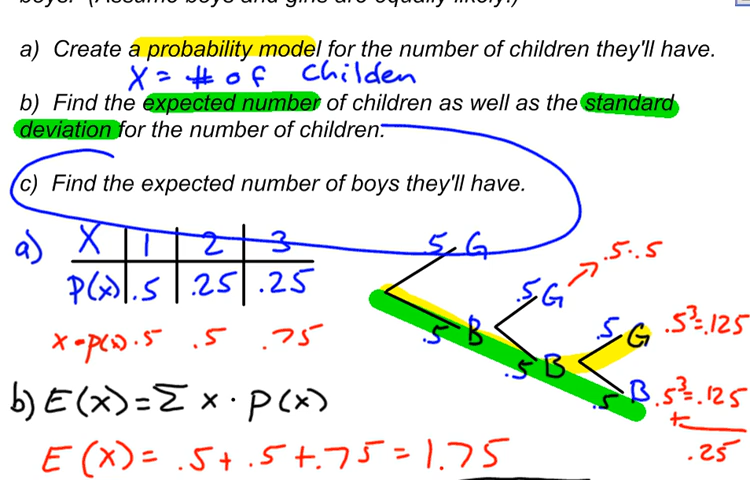 boys. (Assume boys and girls are equally likely.)
a) Create a probability model for the number of children they'll have.
X = # of Childen
b) Find the expected number of children as well as the standard
deviation for the number of children.
c) Find the expected number of boys they'll have.
a) X 1 2 3
P(x) .5 .25 .25
x·P(x) .5 .5 .75
b) E(x) = Σ x · P(x)
E(x) = .5 + .5 + .75 = 1.75
.5 G
.5 B
.5 G → .5·.5
.5 B
.5 G .5³=.125
.5 B .5³=.125
+
.25